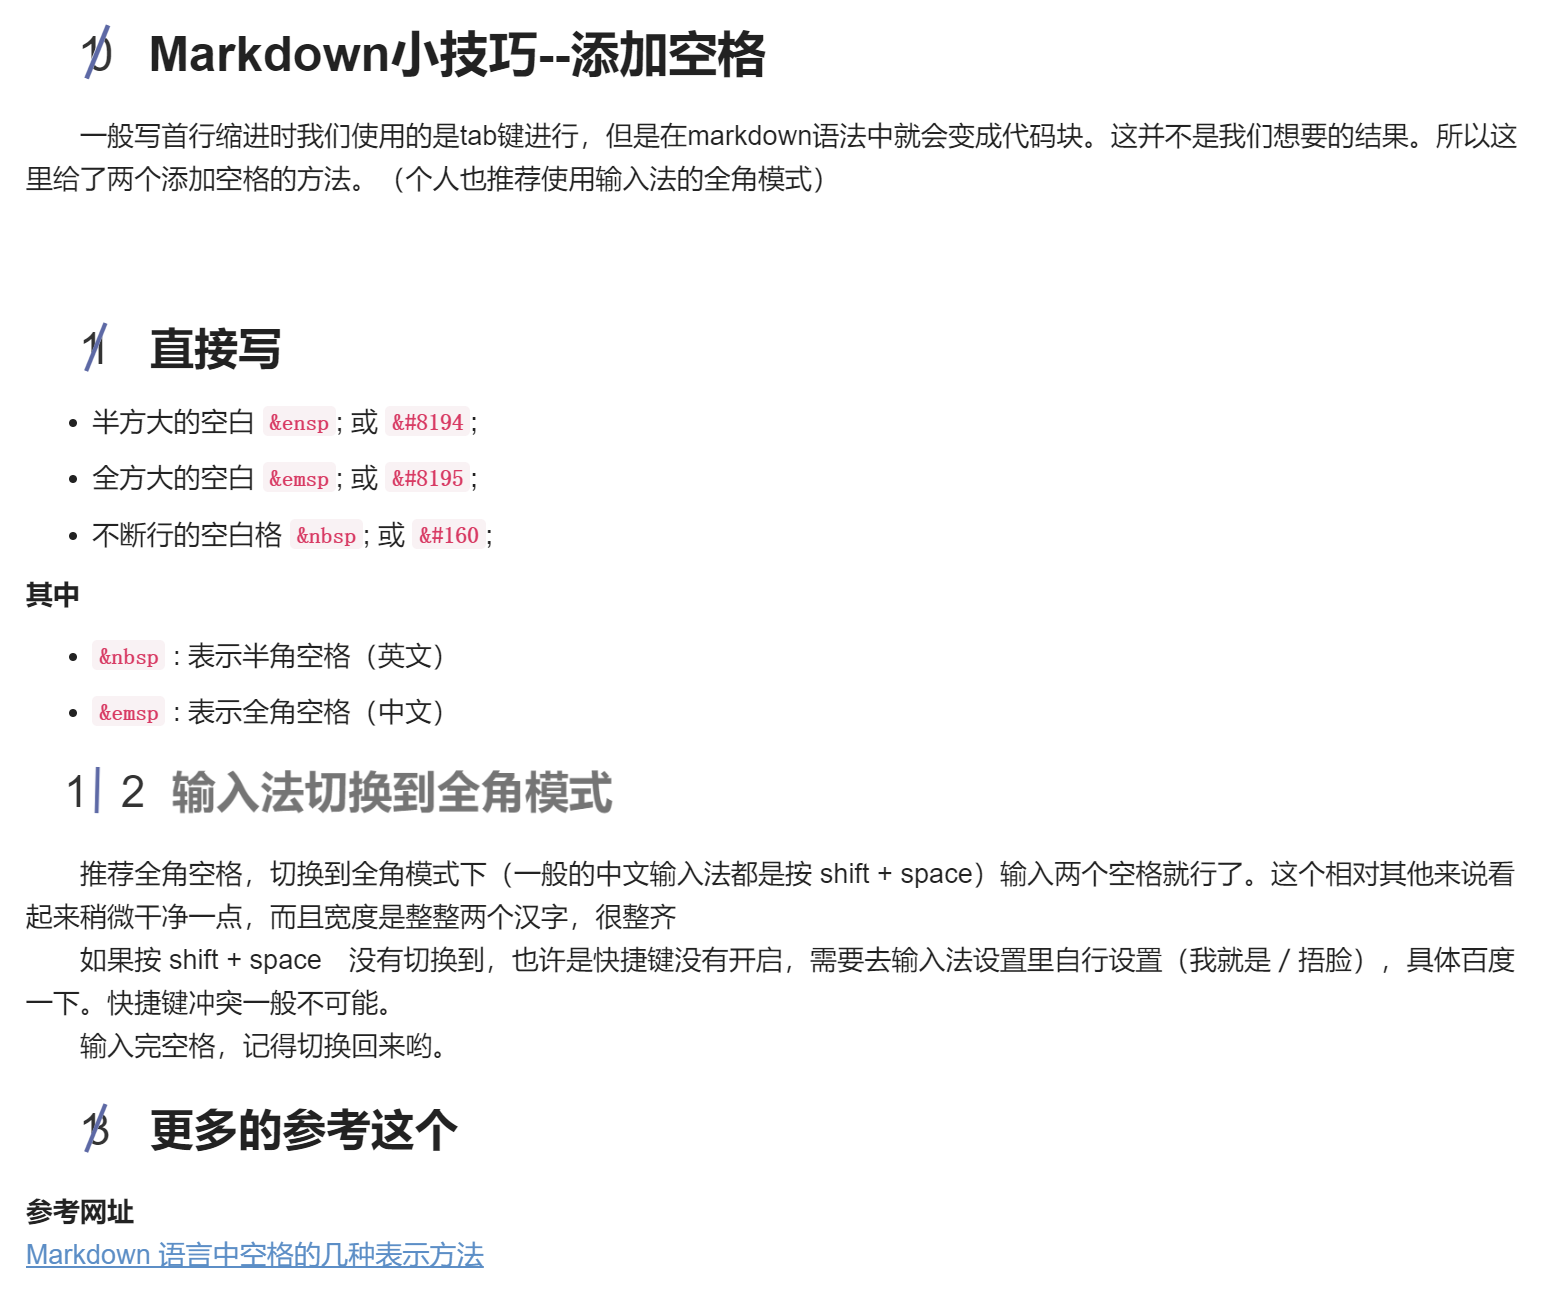 10 Markdown小技巧--添加空格
一般写首行缩进时我们使用的是tab键进行，但是在markdown语法中就会变成代码块。这并不是我们想要的结果。所以这
里给了两个添加空格的方法。（个人也推荐使用输入法的全角模式）
11 直接写
半方大的空白 &ensp; 或 &#8194;
全方大的空白 &emsp; 或 &#8195;
不断行的空白格 &nbsp; 或 &#160;
其中
&nbsp : 表示半角空格（英文）
&emsp : 表示全角空格（中文）
1 2 输入法切换到全角模式
推荐全角空格，切换到全角模式下（一般的中文输入法都是按 shift + space）输入两个空格就行了。这个相对其他来说看
起来稍微干净一点，而且宽度是整整两个汉字，很整齐
如果按 shift + space　没有切换到，也许是快捷键没有开启，需要去输入法设置里自行设置（我就是 / 捂脸），具体百度
一下。快捷键冲突一般不可能。
输入完空格，记得切换回来哟。
13 更多的参考这个
参考网址
Markdown 语言中空格的几种表示方法